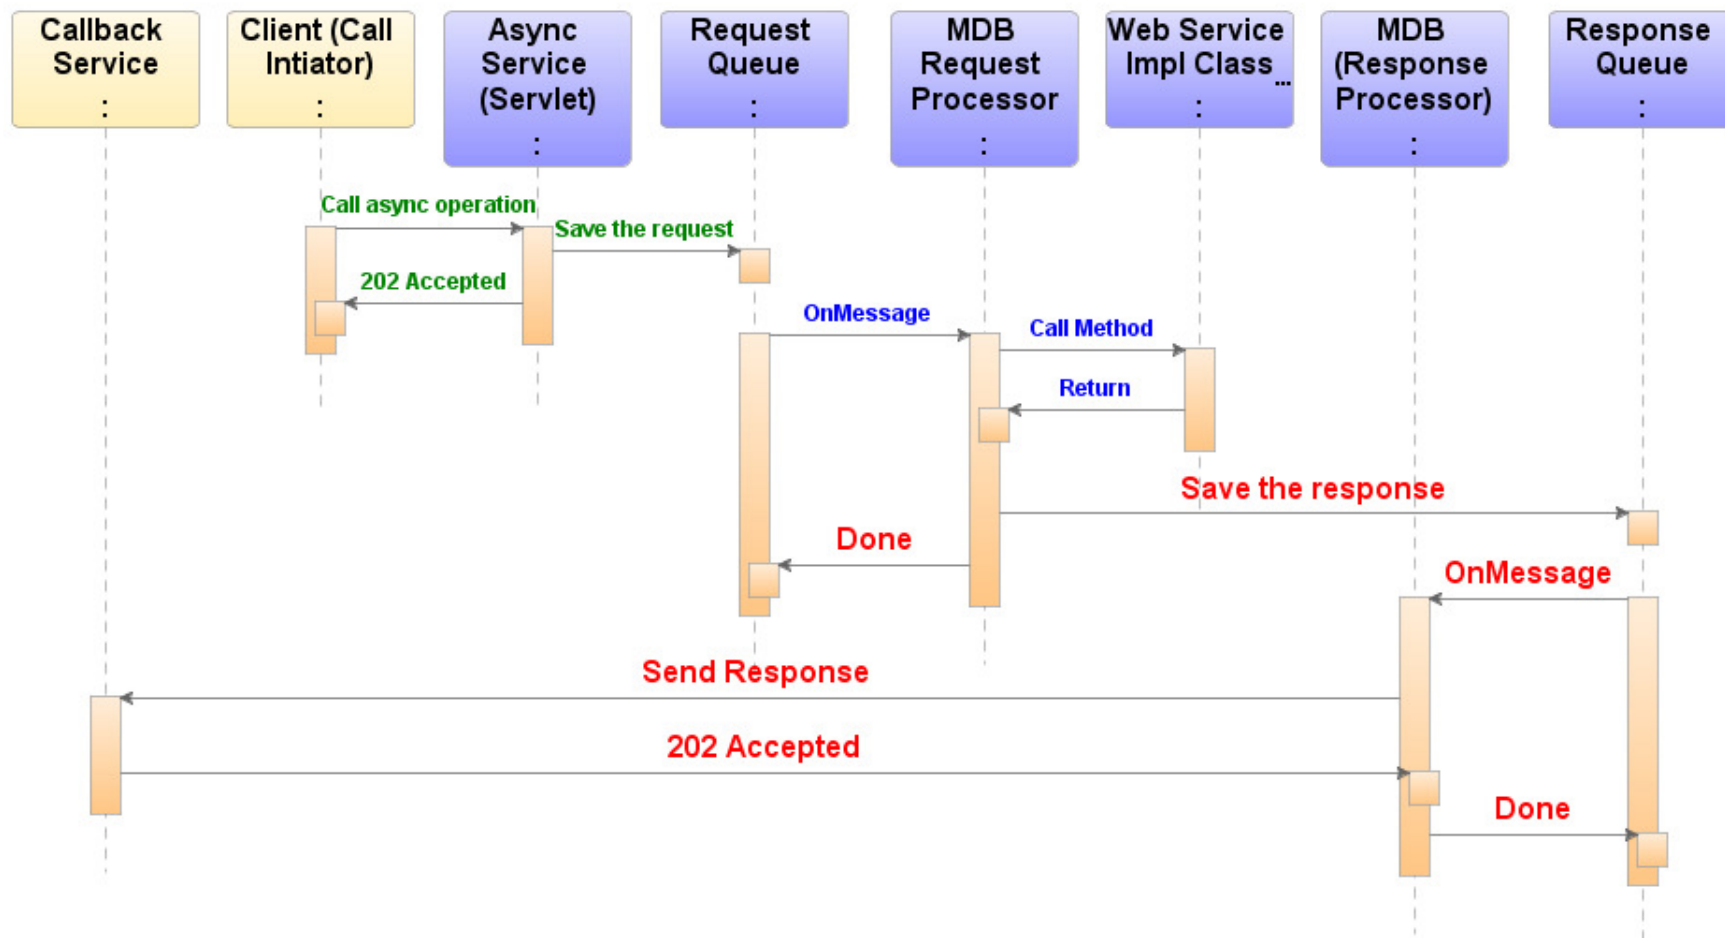 Callback
Service
:
Client (Call
Intiator)
:
Async
Service
(Servlet)
:
Request
Queue
:
MDB
Request
Processor
:
Web Service
Impl Class
...
:
MDB
(Response
Processor)
:
Response
Queue
:
Call async operation
Save the request
202 Accepted
OnMessage
Call Method
Return
Save the response
Done
OnMessage
Send Response
202 Accepted
Done